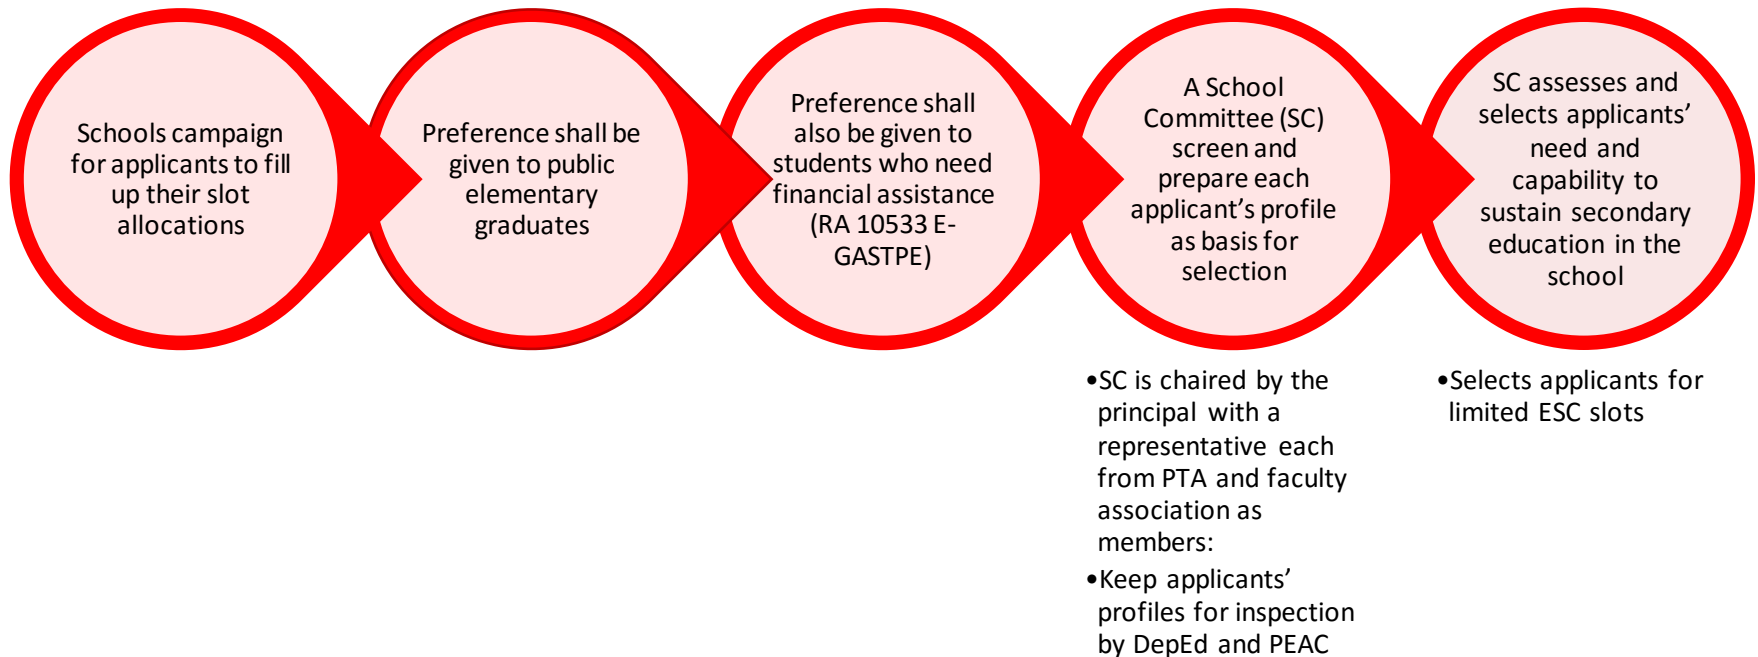 Schools campaign
for applicants to fill
up their slot
allocations
Preference shall be
given to public
elementary
graduates
Preference shall
also be given to
students who need
financial assistance
(RA 10533 E-
GASTPE)
A School
Committee (SC)
screen and
prepare each
applicant’s profile
as basis for
selection
SC assesses and
selects applicants’
need and
capability to
sustain secondary
education in the
school
•SC is chaired by the
principal with a
representative each
from PTA and faculty
association as
members:
•Keep applicants’
profiles for inspection
by DepEd and PEAC
•Selects applicants for
limited ESC slots